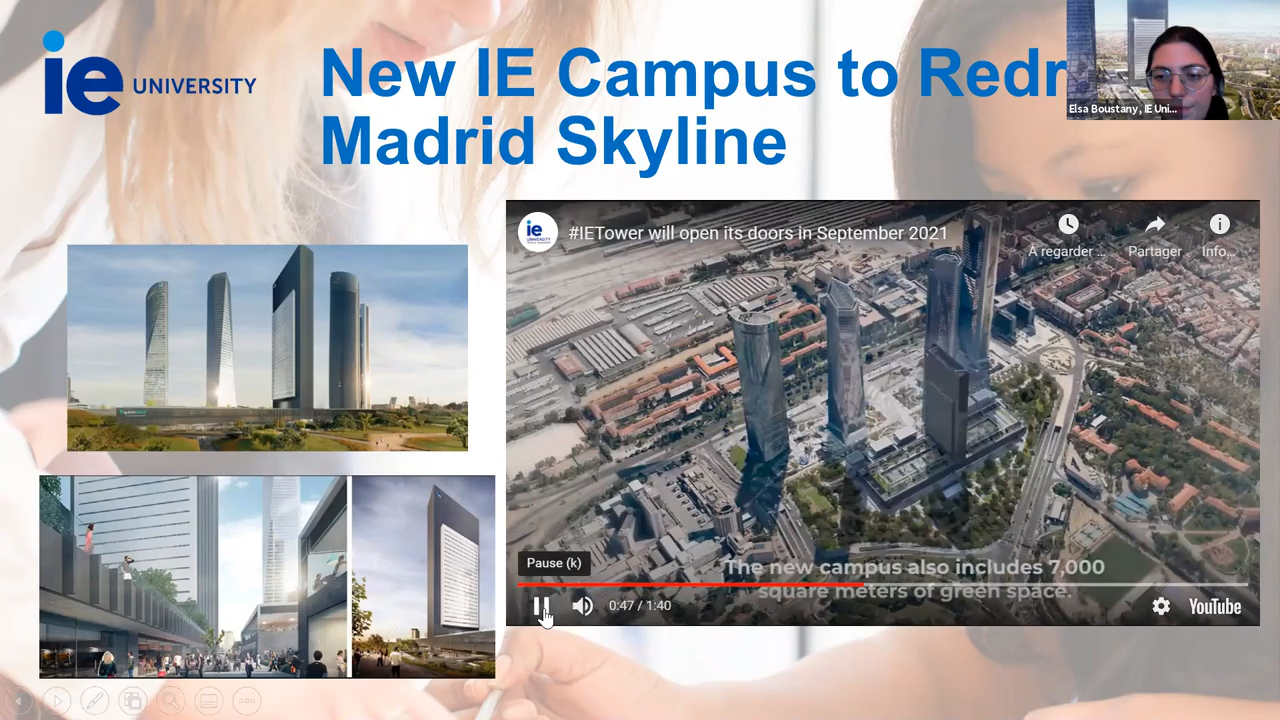 ie UNIVERSITY
New IE Campus to Redr
Madrid Skyline
Elsa Boustany, IE Uni...
ie
#IETower will open its doors in September 2021
À regarder ...
Partager
Info...
Pause (k)
The new campus also includes 7,000
square meters of green space.
0:47 / 1:40
YouTube